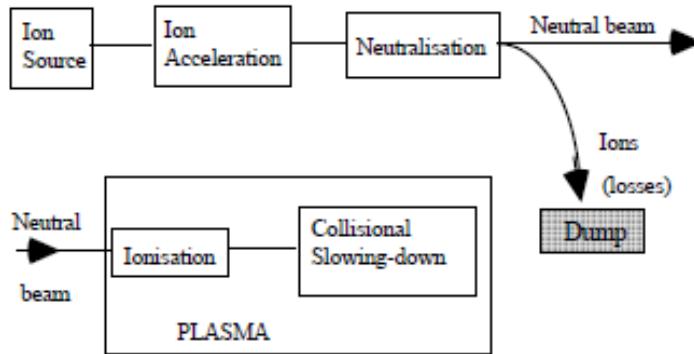 Ion
Source
Ion
Acceleration
Neutralisation
Neutral beam
Ions
(losses)
Dump
Neutral
beam
Ionisation
Collisional
Slowing-down
PLASMA